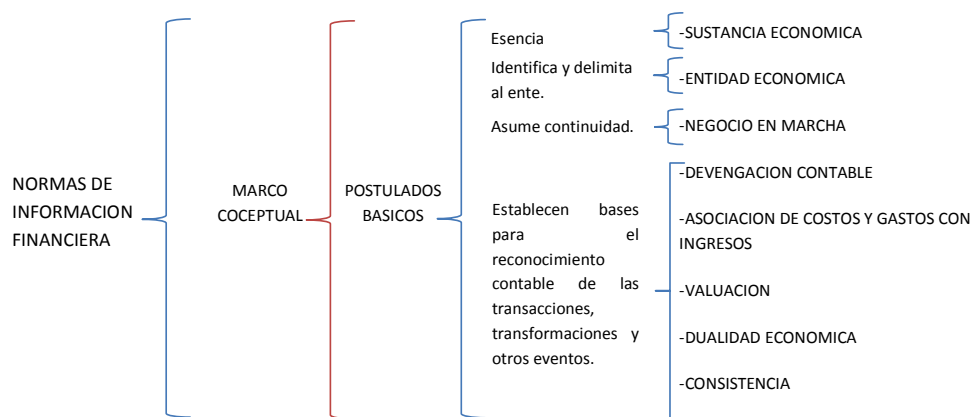 NORMAS DE
INFORMACION
FINANCIERA
MARCO
COCEPTUAL
POSTULADOS
BASICOS
Esencia
-SUSTANCIA ECONOMICA
Identifica y delimita
al ente.
-ENTIDAD ECONOMICA
Asume continuidad.
-NEGOCIO EN MARCHA
Establecen bases
para el
reconocimiento
contable de las
transacciones,
transformaciones y
otros eventos.
-DEVENGACION CONTABLE
-ASOCIACION DE COSTOS Y GASTOS CON
INGRESOS
-VALUACION
-DUALIDAD ECONOMICA
-CONSISTENCIA